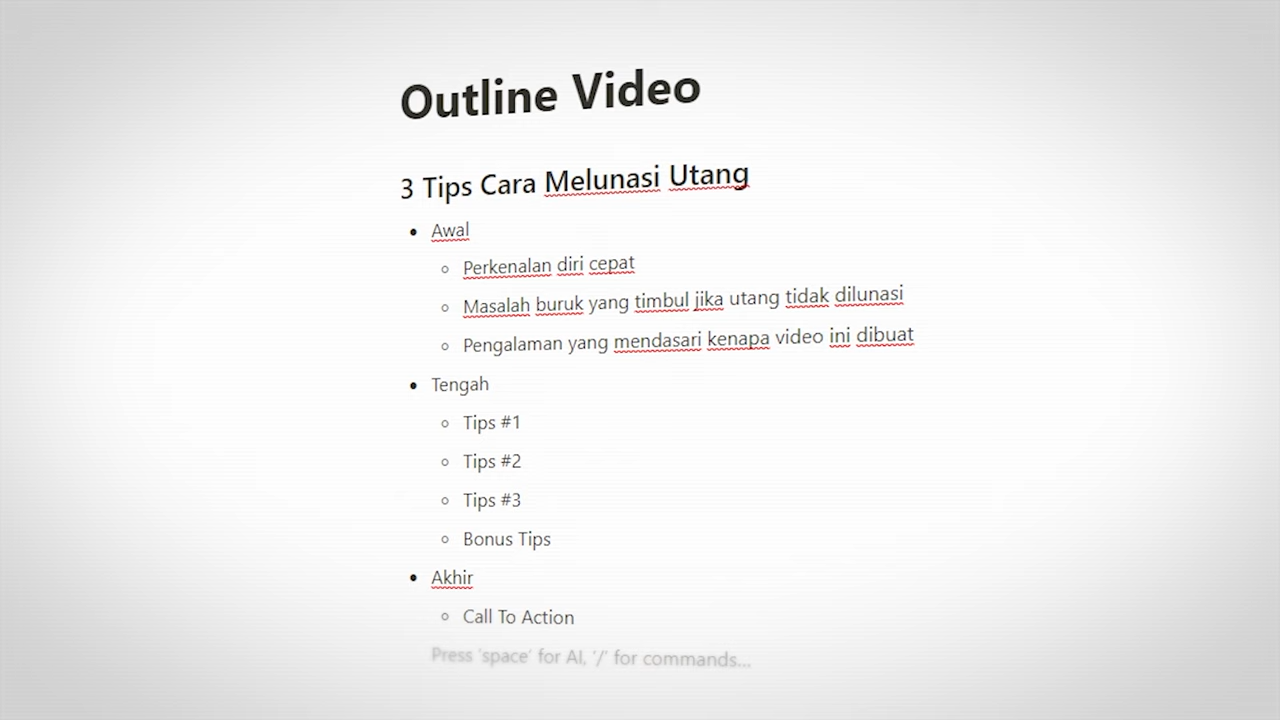 Outline Video
3 Tips Cara Melunasi Utang
Awal
Perkenalan diri cepat
Masalah buruk yang timbul jika utang tidak dilunasi
Pengalaman yang mendasari kenapa video ini dibuat
Tengah
Tips #1
Tips #2
Tips #3
Bonus Tips
Akhir
Call To Action
Press 'space' for AI, '/' for commands...